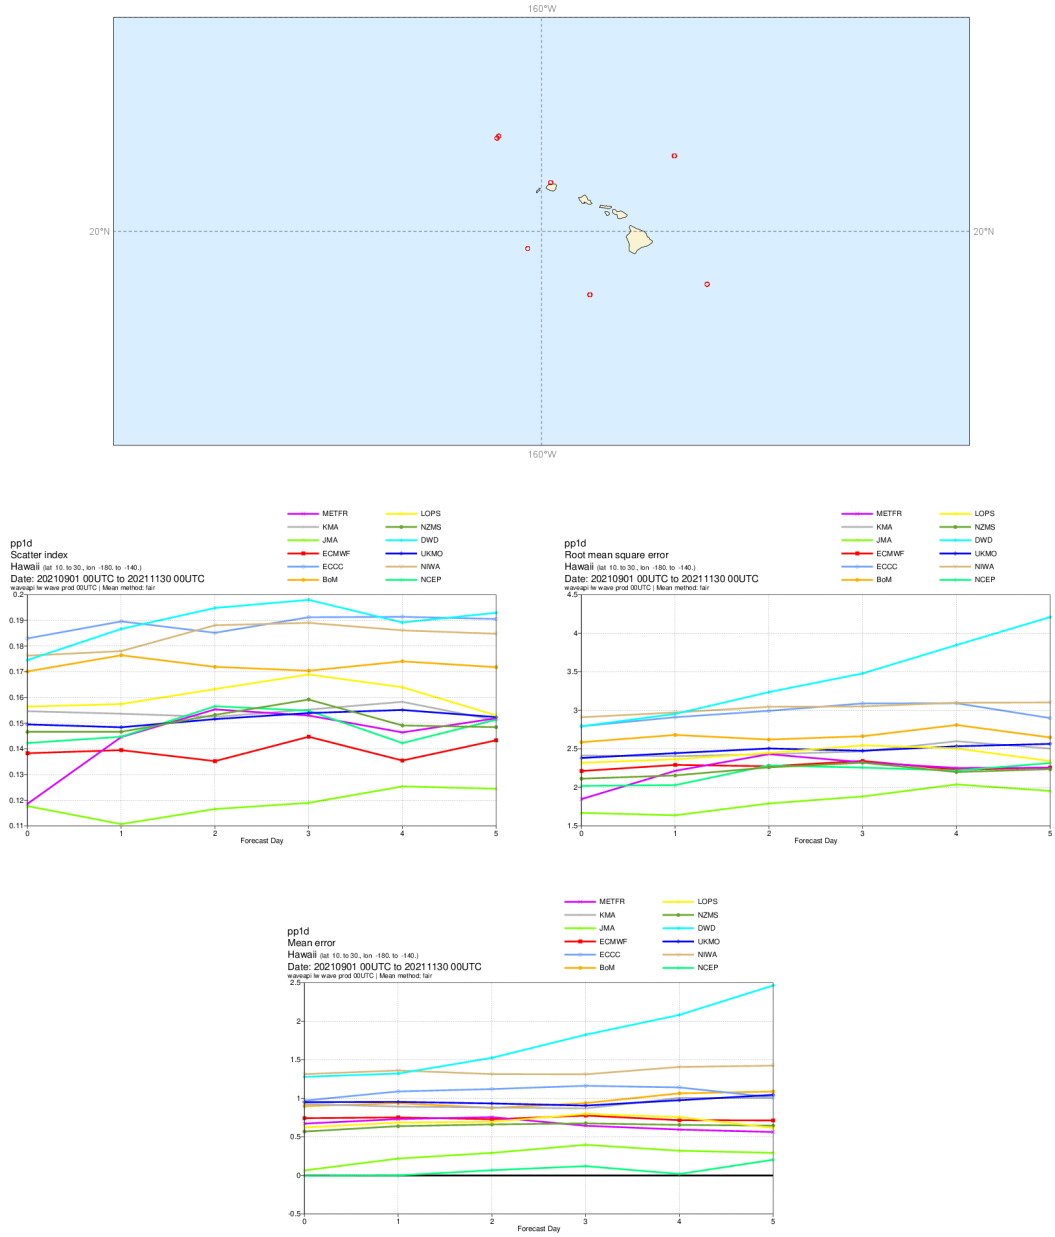 160°W
20°N
20°N
160°W
METFR
LOPS
KMA
NZMS
JMA
DWD
ECMWF
UKMO
ECCC
NIWA
BoM
NCEP
pp1d
Scatter index
Hawaii (lat 10. to 30., lon -180. to -140.)
Date: 20210901 00UTC to 20211130 00UTC
waveapi lw wave prod 00UTC | Mean method: fair
0.2
0.19
0.18
0.17
0.16
0.15
0.14
0.13
0.12
0.11
0
1
2
3
4
5
Forecast Day
METFR
LOPS
KMA
NZMS
JMA
DWD
ECMWF
UKMO
ECCC
NIWA
BoM
NCEP
pp1d
Root mean square error
Hawaii (lat 10. to 30., lon -180. to -140.)
Date: 20210901 00UTC to 20211130 00UTC
waveapi lw wave prod 00UTC | Mean method: fair
4.5
4
3.5
3
2.5
2
1.5
0
1
2
3
4
5
Forecast Day
METFR
LOPS
KMA
NZMS
JMA
DWD
ECMWF
UKMO
ECCC
NIWA
BoM
NCEP
pp1d
Mean error
Hawaii (lat 10. to 30., lon -180. to -140.)
Date: 20210901 00UTC to 20211130 00UTC
waveapi lw wave prod 00UTC | Mean method: fair
2.5
2
1.5
1
0.5
0
-0.5
0
1
2
3
4
5
Forecast Day